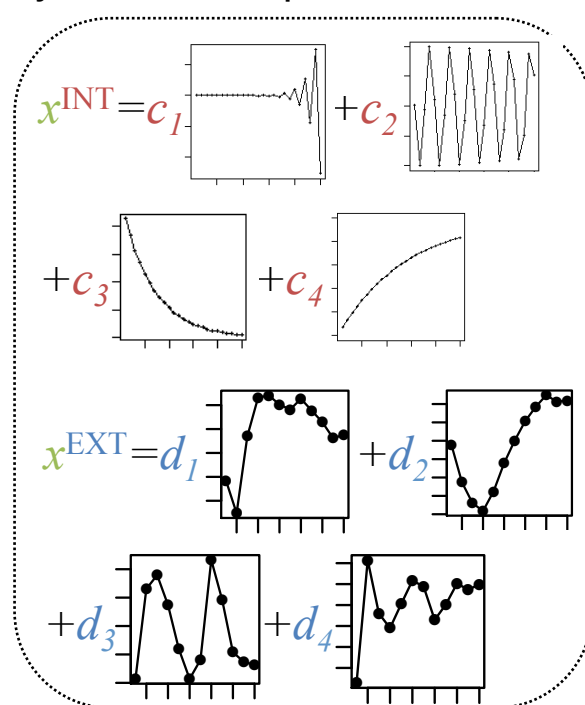 x^INT=c_1 +c_2
+c_3 +c_4
x^EXT=d_1 +d_2
+d_3 +d_4